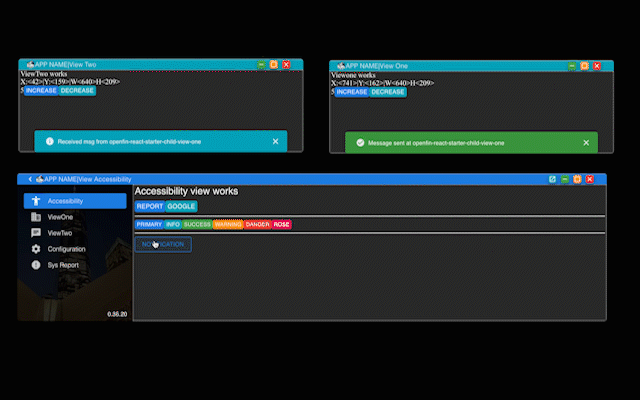 APP NAME|View Two
ViewTwo works
X:<42>|Y:<159>|W<640>H<209>
5 INCREASE DECREASE
Received msg from openfin-react-starter-child-view-one
APP NAME|View One
Viewone works
X:<741>|Y:<162>|W<640>H<209>
5 INCREASE DECREASE
Message sent at openfin-react-starter-child-view-one
APP NAME|View Accessibility
Accessibility
ViewOne
ViewTwo
Configuration
Sys Report
0.36.20
Accessibility view works
REPORT GOOGLE
PRIMARY INFO SUCCESS WARNING DANGER ROSE
NOTIFICATION